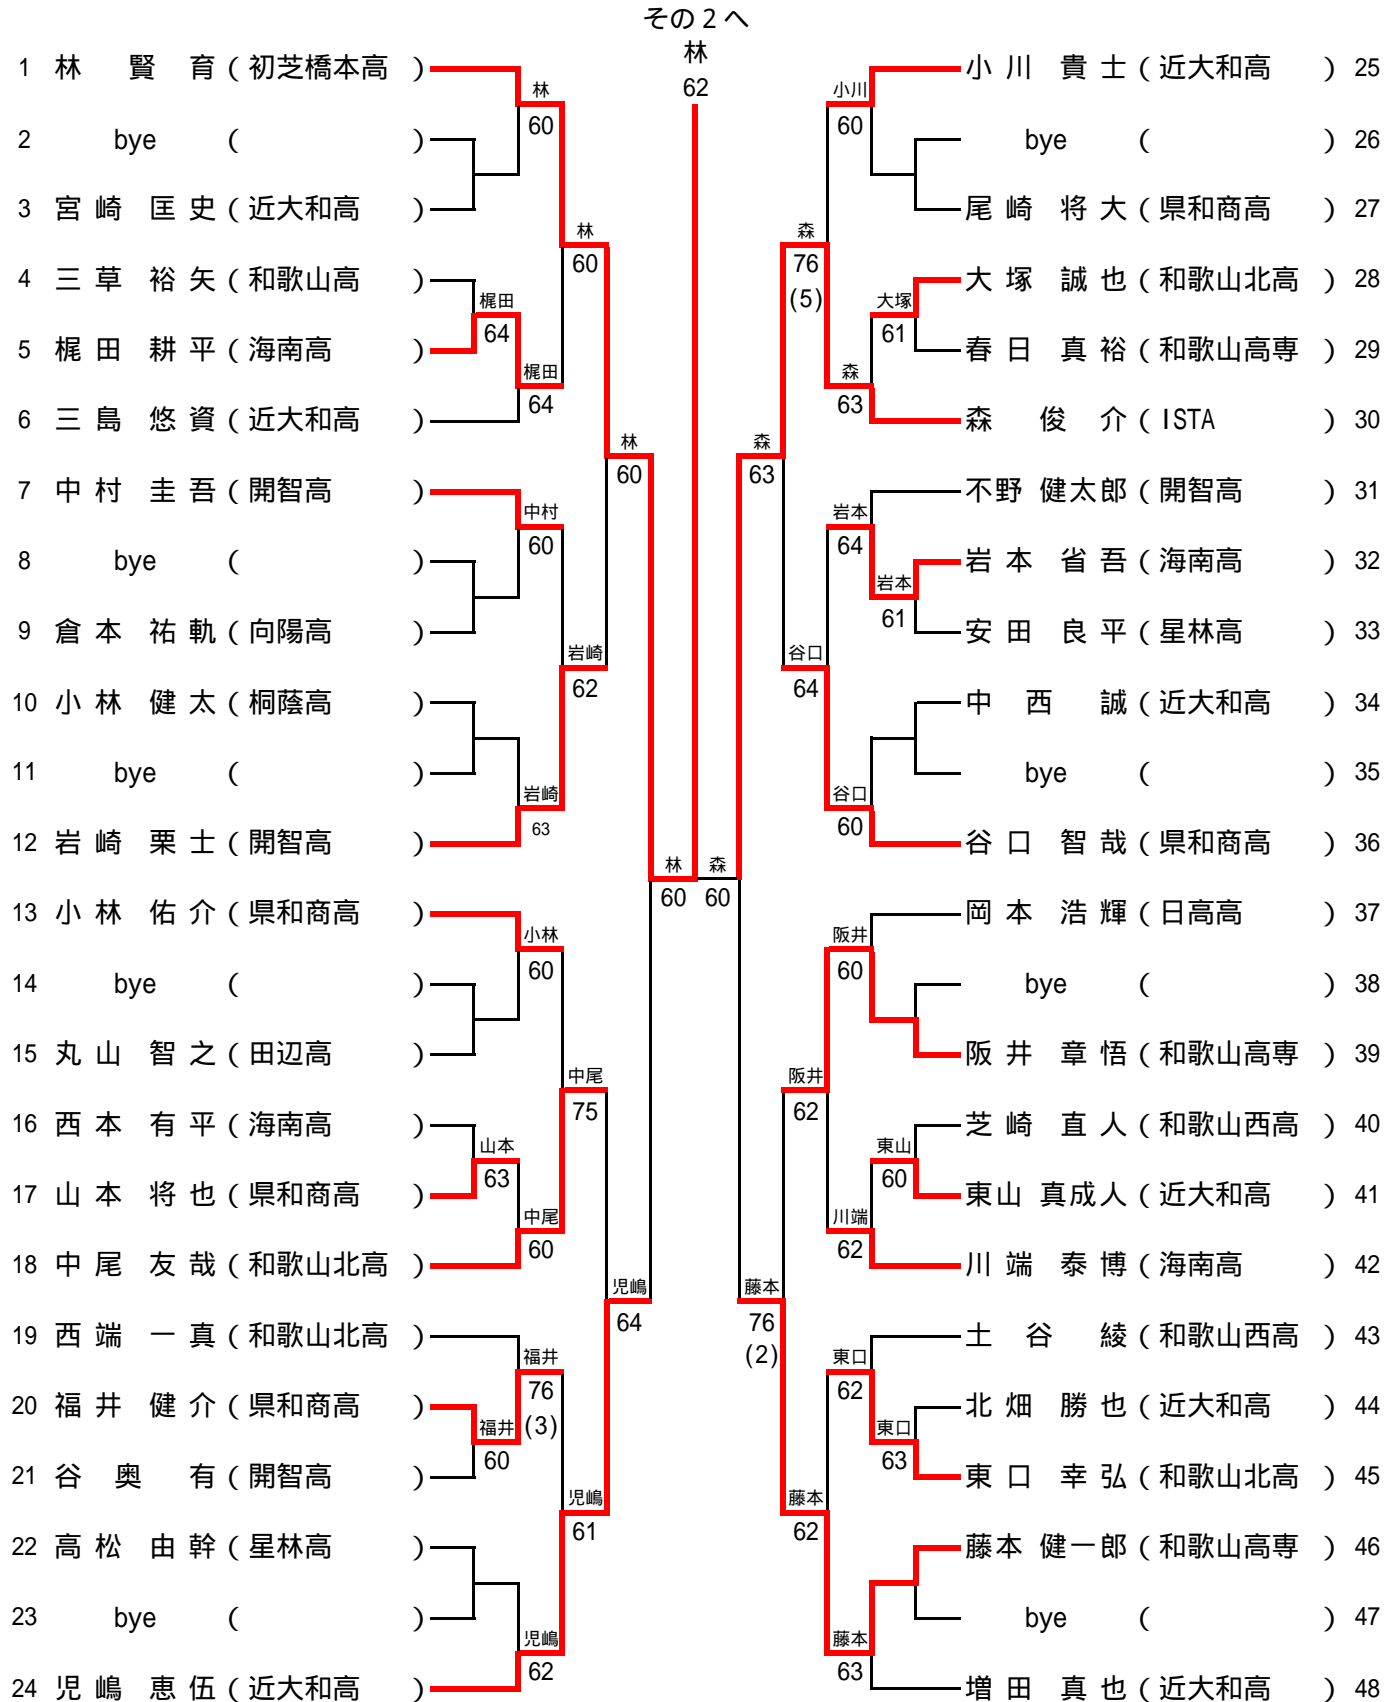 その2へ
林
62
1 林 賢 育 ( 初芝橋本高 )
2 bye ( )
3 宮 崎 匡 史 ( 近大和高 )
4 三 草 裕 矢 ( 和歌山高 )
5 梶 田 耕 平 ( 海南高 )
6 三 島 悠 資 ( 近大和高 )
7 中 村 圭 吾 ( 開智高 )
8 bye ( )
9 倉 本 祐 軌 ( 向陽高 )
10 小 林 健 太 ( 桐蔭高 )
11 bye ( )
12 岩 崎 栗 士 ( 開智高 )
13 小 林 佑 介 ( 県和商高 )
14 bye ( )
15 丸 山 智 之 ( 田辺高 )
16 西 本 有 平 ( 海南高 )
17 山 本 将 也 ( 県和商高 )
18 中 尾 友 哉 ( 和歌山北高 )
19 西 端 一 真 ( 和歌山北高 )
20 福 井 健 介 ( 県和商高 )
21 谷 奥 有 ( 開智高 )
22 高 松 由 幹 ( 星林高 )
23 bye ( )
24 児 嶋 恵 伍 ( 近大和高 )
梶田
64
福井
60
山本
63
林
60
梶田
64
中村
60
岩崎
63
小林
60
中尾
60
福井
76
(3)
児嶋
62
林
60
岩崎
62
中尾
75
児嶋
61
林
60
児嶋
64
林
60
森
60
森
63
藤本
76
(2)
森
76
(5)
谷口
64
阪井
62
藤本
62
小川
60
森
63
岩本
64
谷口
60
阪井
60
川端
62
東口
62
藤本
63
大塚
61
岩本
61
東山
60
東口
63
小 川 貴 士 ( 近大和高 ) 25
bye ( ) 26
尾 崎 将 大 ( 県和商高 ) 27
大 塚 誠 也 ( 和歌山北高 ) 28
春 日 真 裕 ( 和歌山高専 ) 29
森 俊 介 ( ISTA ) 30
不野 健太郎 ( 開智高 ) 31
岩 本 省 吾 ( 海南高 ) 32
安 田 良 平 ( 星林高 ) 33
中 西 誠 ( 近大和高 ) 34
bye ( ) 35
谷 口 智 哉 ( 県和商高 ) 36
岡 本 浩 輝 ( 日高高 ) 37
bye ( ) 38
阪 井 章 悟 ( 和歌山高専 ) 39
芝 崎 直 人 ( 和歌山西高 ) 40
東山 真成人 ( 近大和高 ) 41
川 端 泰 博 ( 海南高 ) 42
土 谷 綾 ( 和歌山西高 ) 43
北 畑 勝 也 ( 近大和高 ) 44
東 口 幸 弘 ( 和歌山北高 ) 45
藤本 健一郎 ( 和歌山高専 ) 46
bye ( ) 47
増 田 真 也 ( 近大和高 ) 48